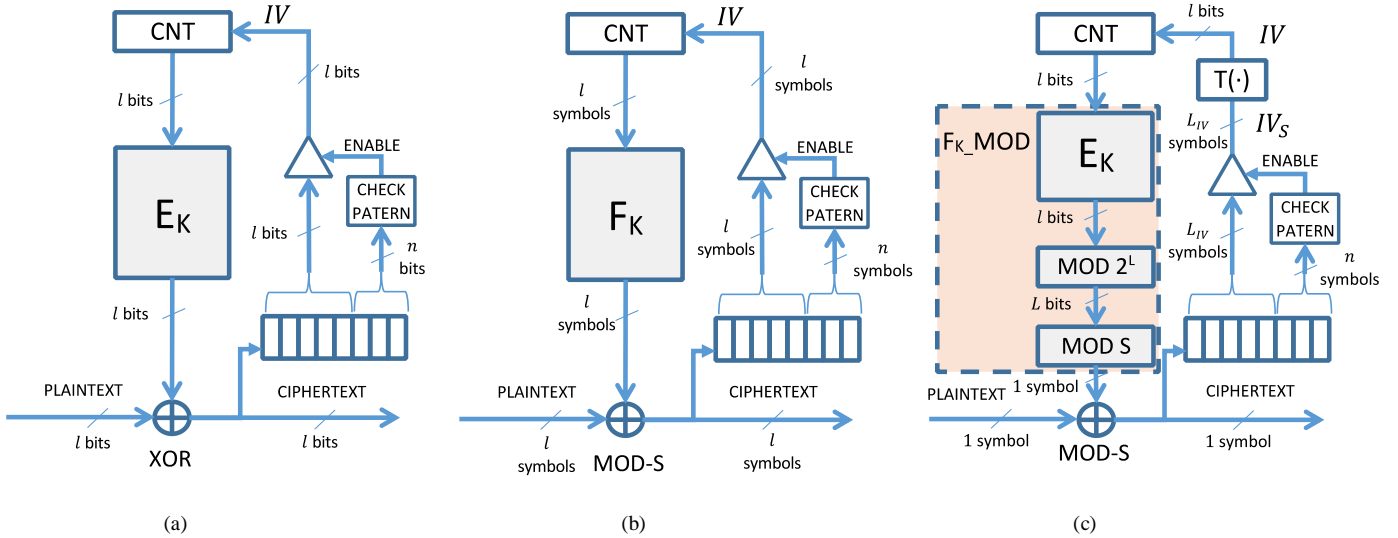 CNT
IV
l bits
l bits
E_K
ENABLE
CHECK
PATERN
l bits
n
bits
l bits
PLAINTEXT
l bits
CIPHERTEXT
l bits
XOR
(a)
CNT
IV
l
symbols
l
symbols
F_K
ENABLE
CHECK
PATERN
l
symbols
n
symbols
l
symbols
PLAINTEXT
l
symbols
CIPHERTEXT
l
symbols
MOD-S
(b)
CNT
l bits
IV
l bits
T(·)
F_K_MOD
E_K
L_IV
symbols
IV_S
ENABLE
CHECK
PATERN
l bits
L_IV
symbols
n
symbols
MOD 2^L
L bits
MOD S
1 symbol
PLAINTEXT
1 symbol
CIPHERTEXT
1 symbol
MOD-S
(c)